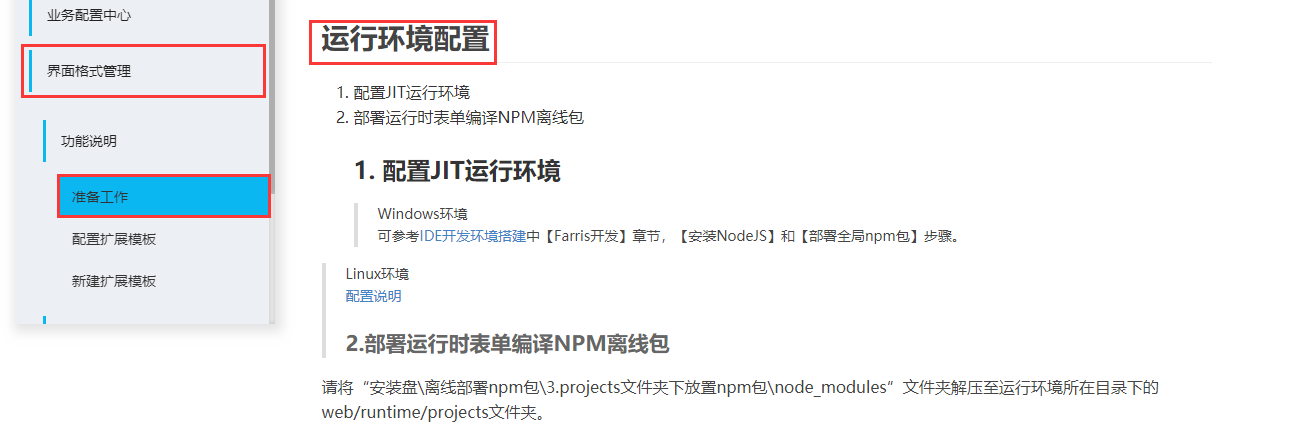 业务配置中心
界面格式管理
功能说明
准备工作
配置扩展模板
新建扩展模板
运行环境配置
1. 配置JIT运行环境
2. 部署运行时表单编译NPM离线包
1. 配置JIT运行环境
Windows环境
可参考IDE开发环境搭建中【Farris开发】章节，【安装NodeJS】和【部署全局npm包】步骤。
Linux环境
配置说明
2.部署运行时表单编译NPM离线包
请将“安装盘\离线部署npm包\3.projects文件夹下放置npm包\node_modules”文件夹解压至运行环境所在目录下的
web/runtime/projects文件夹。